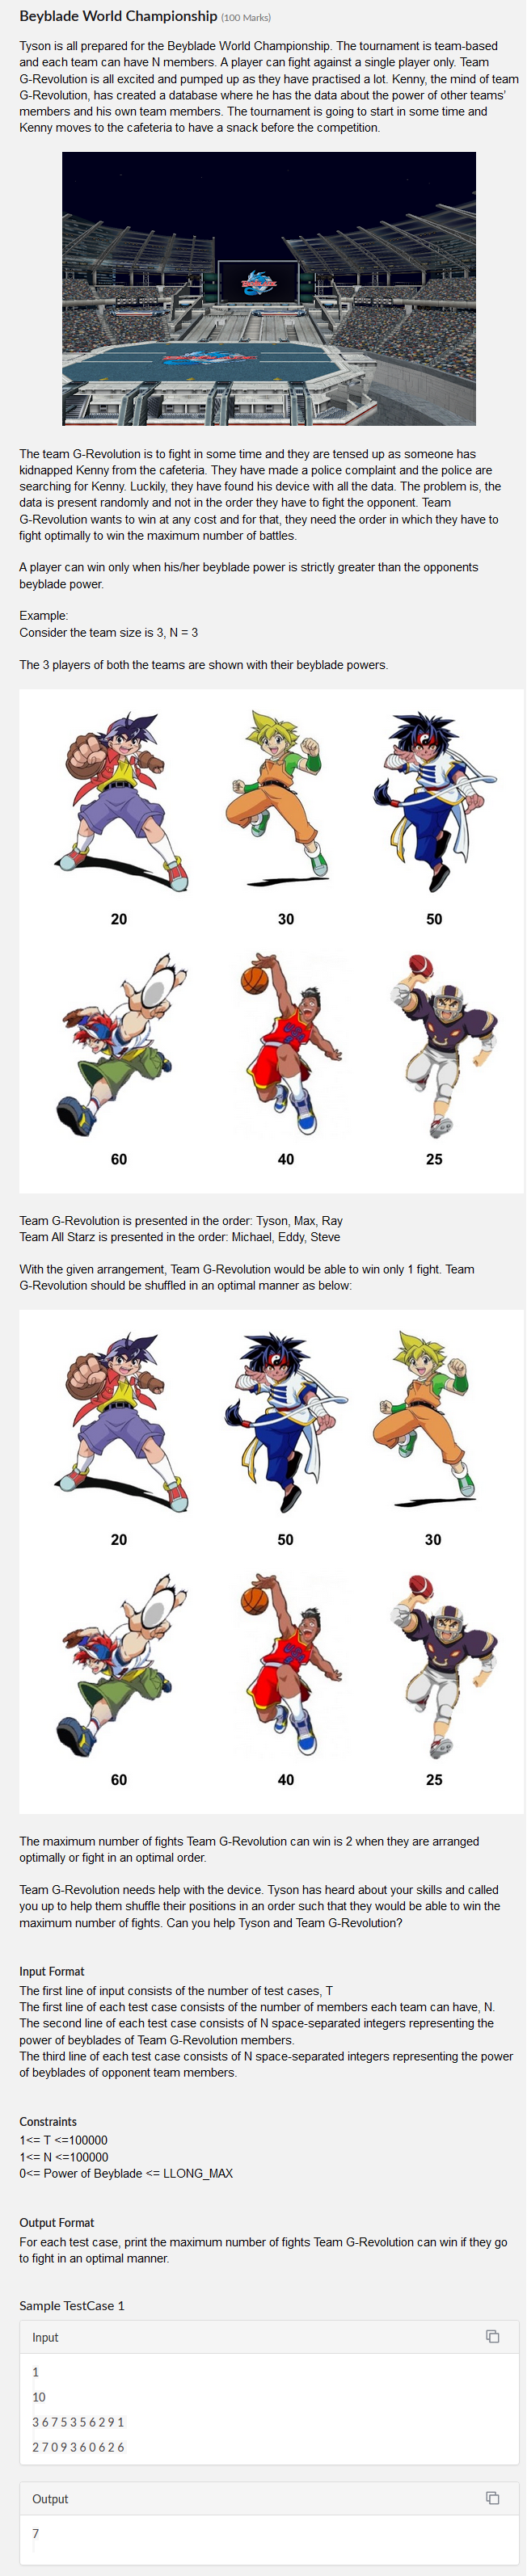 Beyblade World Championship (100 Marks)
Tyson is all prepared for the Beyblade World Championship. The tournament is team-based
and each team can have N members. A player can fight against a single player only. Team
G-Revolution is all excited and pumped up as they have practised a lot. Kenny, the mind of team
G-Revolution, has created a database where he has the data about the power of other teams'
members and his own team members. The tournament is going to start in some time and
Kenny moves to the cafeteria to have a snack before the competition.
The team G-Revolution is to fight in some time and they are tensed up as someone has
kidnapped Kenny from the cafeteria. They have made a police complaint and the police are
searching for Kenny. Luckily, they have found his device with all the data. The problem is, the
data is present randomly and not in the order they have to fight the opponent. Team
G-Revolution wants to win at any cost and for that, they need the order in which they have to
fight optimally to win the maximum number of battles.
A player can win only when his/her beyblade power is strictly greater than the opponents
beyblade power.
Example:
Consider the team size is 3, N = 3
The 3 players of both the teams are shown with their beyblade powers.
20 30 50
60 40 25
Team G-Revolution is presented in the order: Tyson, Max, Ray
Team All Starz is presented in the order: Michael, Eddy, Steve
With the given arrangement, Team G-Revolution would be able to win only 1 fight. Team
G-Revolution should be shuffled in an optimal manner as below:
20 50 30
60 40 25
The maximum number of fights Team G-Revolution can win is 2 when they are arranged
optimally or fight in an optimal order.
Team G-Revolution needs help with the device. Tyson has heard about your skills and called
you up to help them shuffle their positions in an order such that they would be able to win the
maximum number of fights. Can you help Tyson and Team G-Revolution?
Input Format
The first line of input consists of the number of test cases, T
The first line of each test case consists of the number of members each team can have, N.
The second line of each test case consists of N space-separated integers representing the
power of beyblades of Team G-Revolution members.
The third line of each test case consists of N space-separated integers representing the power
of beyblades of opponent team members.
Constraints
1<= T <=100000
1<= N <=100000
0<= Power of Beyblade <= LLONG_MAX
Output Format
For each test case, print the maximum number of fights Team G-Revolution can win if they go
to fight in an optimal manner.
Sample TestCase 1
Input
1
10
3 6 7 5 3 5 6 2 9 1
2 7 0 9 3 6 0 6 2 6
Output
7